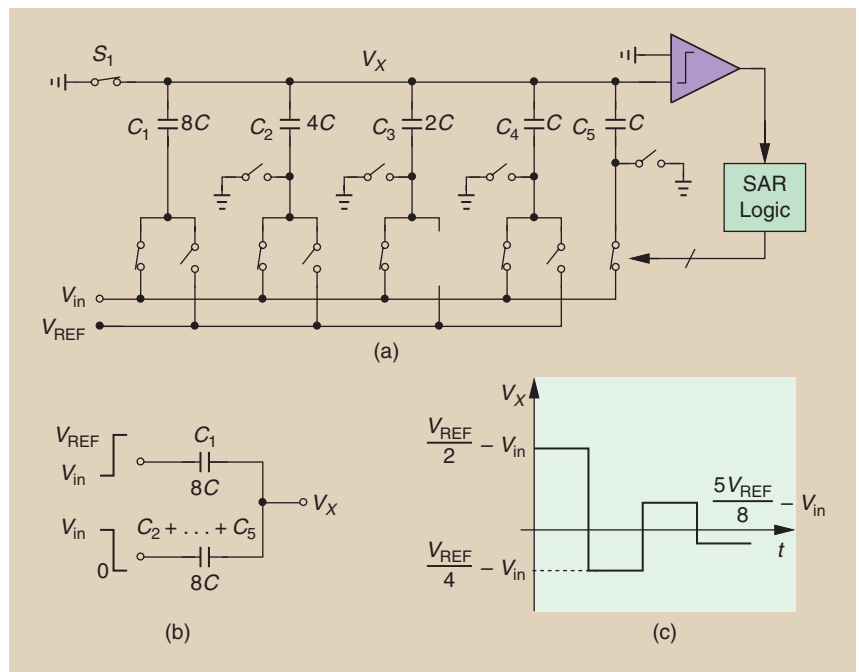 S1
VX
C1 8C
C2 4C
C3 2C
C4 C
C5 C
SAR
Logic
Vin
VREF
(a)
VREF
Vin
C1
8C
VX
Vin
C2 + . . . + C5
0
8C
(b)
VX
VREF
2
– Vin
5VREF
8
– Vin
t
VREF
4
– Vin
(c)